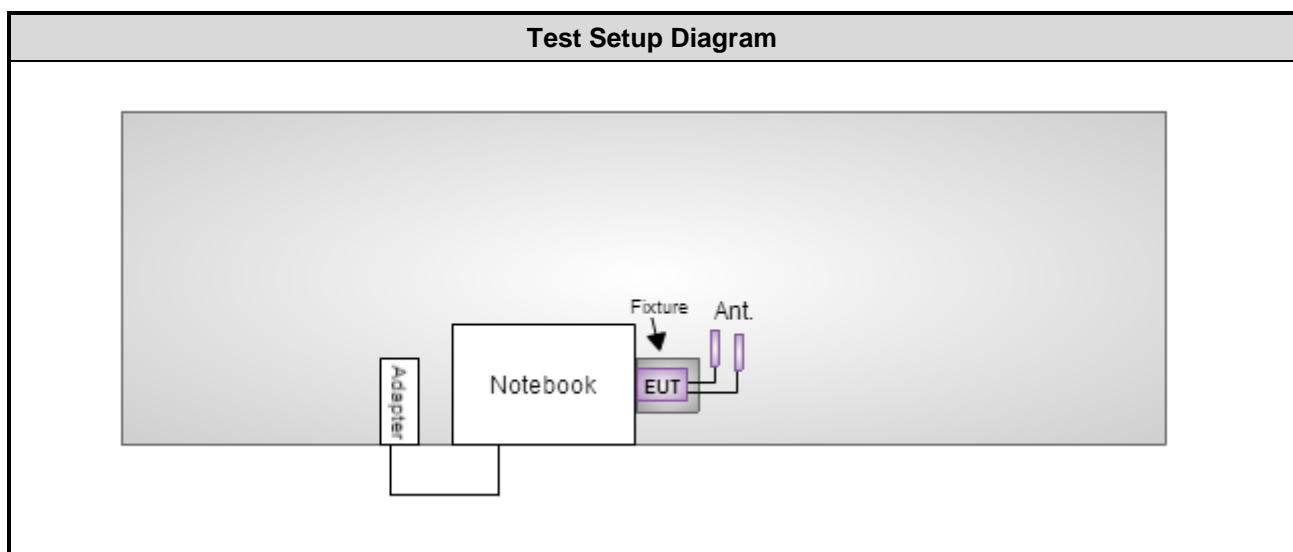 Test Setup Diagram
Fixture
Ant.
Adapter
Notebook
EUT